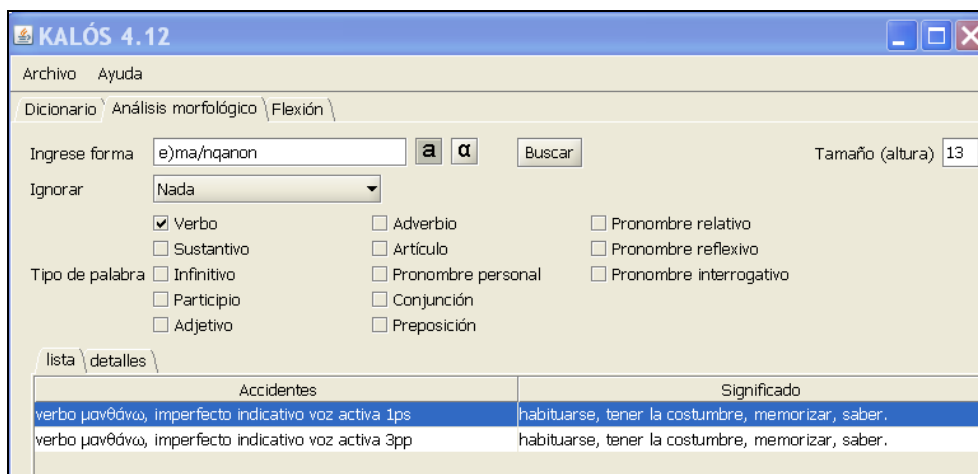 KALÓS 4.12
Archivo Ayuda
Dicionario Análisis morfológico Flexión
Ingrese forma e)ma/nqanon a α Buscar Tamaño (altura) 13
Ignorar Nada
Verbo Adverbio Pronombre relativo
Sustantivo Artículo Pronombre reflexivo
Tipo de palabra Infinitivo Pronombre personal Pronombre interrogativo
Participio Conjunción
Adjetivo Preposición
lista detalles
Accidentes Significado
verbo μανθάνω, imperfecto indicativo voz activa 1ps habituarse, tener la costumbre, memorizar, saber.
verbo μανθάνω, imperfecto indicativo voz activa 3pp habituarse, tener la costumbre, memorizar, saber.